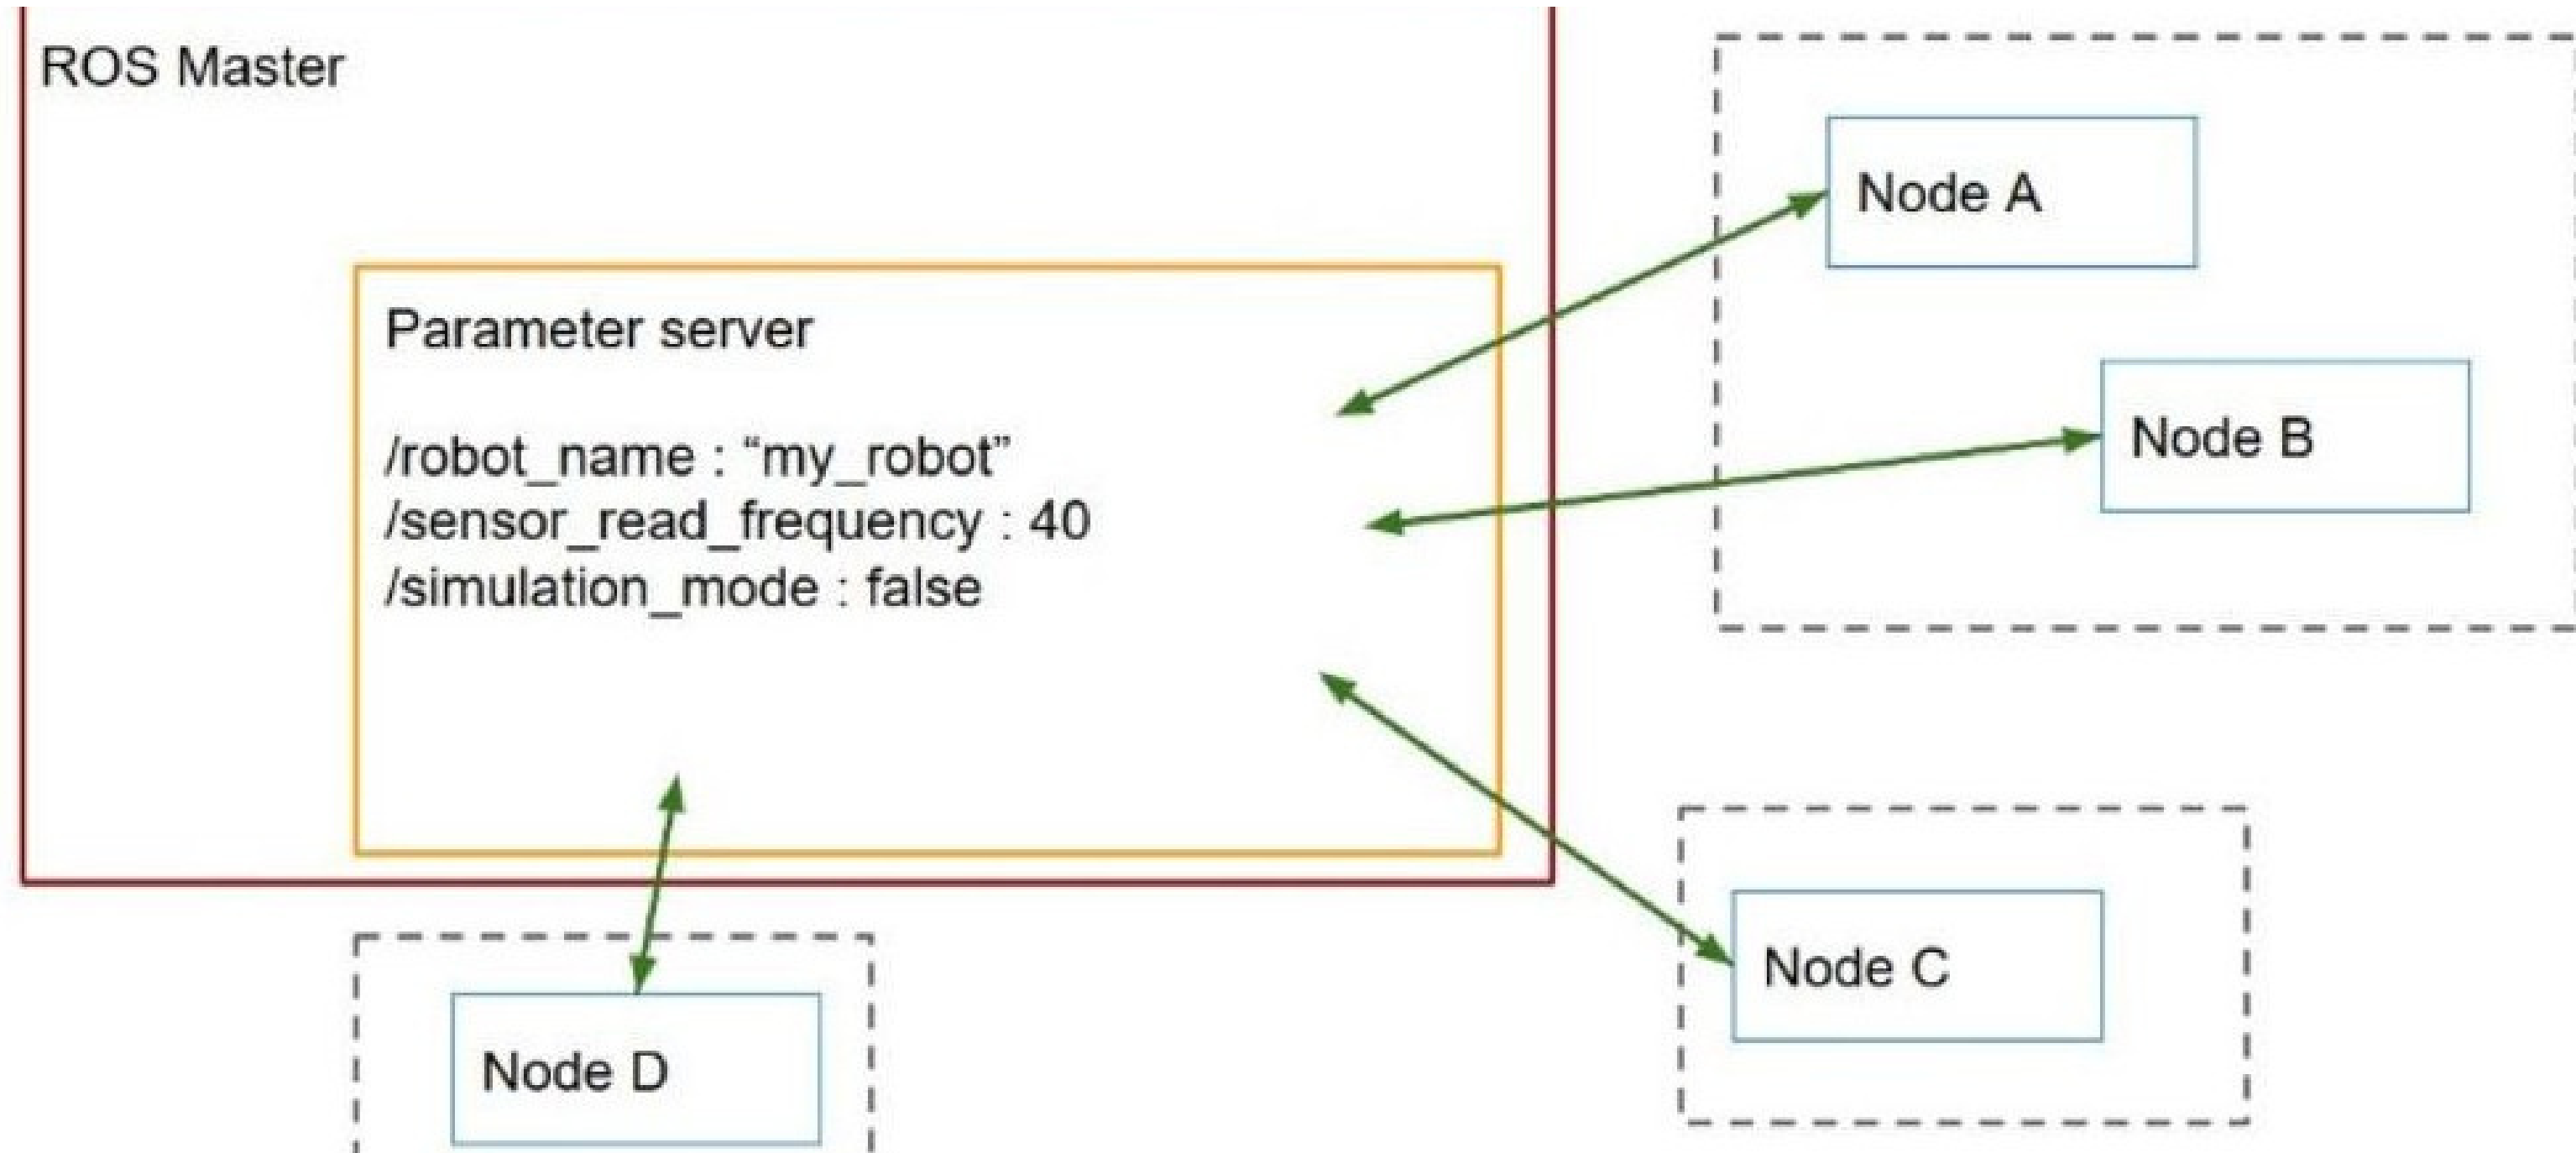 ROS Master
Parameter server
/robot_name : “my_robot”
/sensor_read_frequency : 40
/simulation_mode : false
Node A
Node B
Node C
Node D